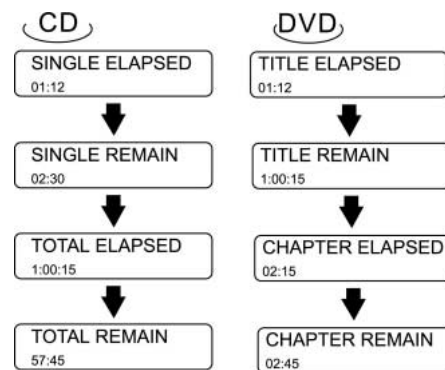 CD
SINGLE ELAPSED
01:12
SINGLE REMAIN
02:30
TOTAL ELAPSED
1:00:15
TOTAL REMAIN
57:45
DVD
TITLE ELAPSED
01:12
TITLE REMAIN
1:00:15
CHAPTER ELAPSED
02:15
CHAPTER REMAIN
02:45